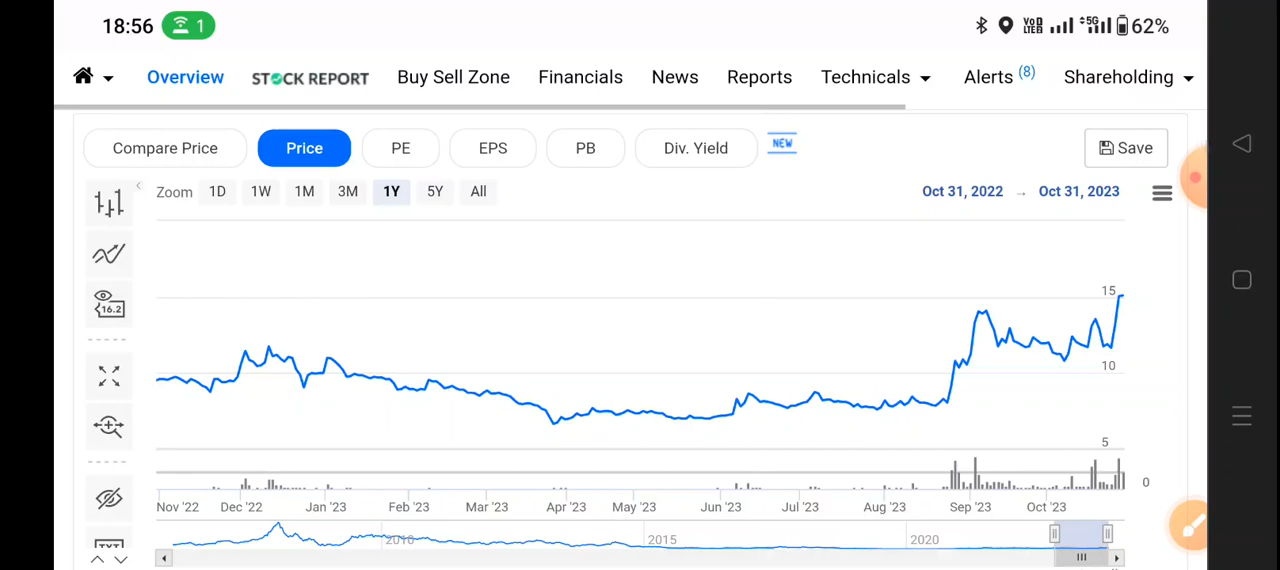 18:56 1 VoD LTEB 5G 62%
Overview STOCK REPORT Buy Sell Zone Financials News Reports Technicals Alerts (8) Shareholding
Compare Price Price PE EPS PB Div. Yield NEW Save
Zoom 1D 1W 1M 3M 1Y 5Y All Oct 31, 2022 → Oct 31, 2023
16.2
15
10
5
0
Nov '22 Dec '22 Jan '23 Feb '23 Mar '23 Apr '23 May '23 Jun '23 Jul '23 Aug '23 Sep '23 Oct '23
2010 2015 2020